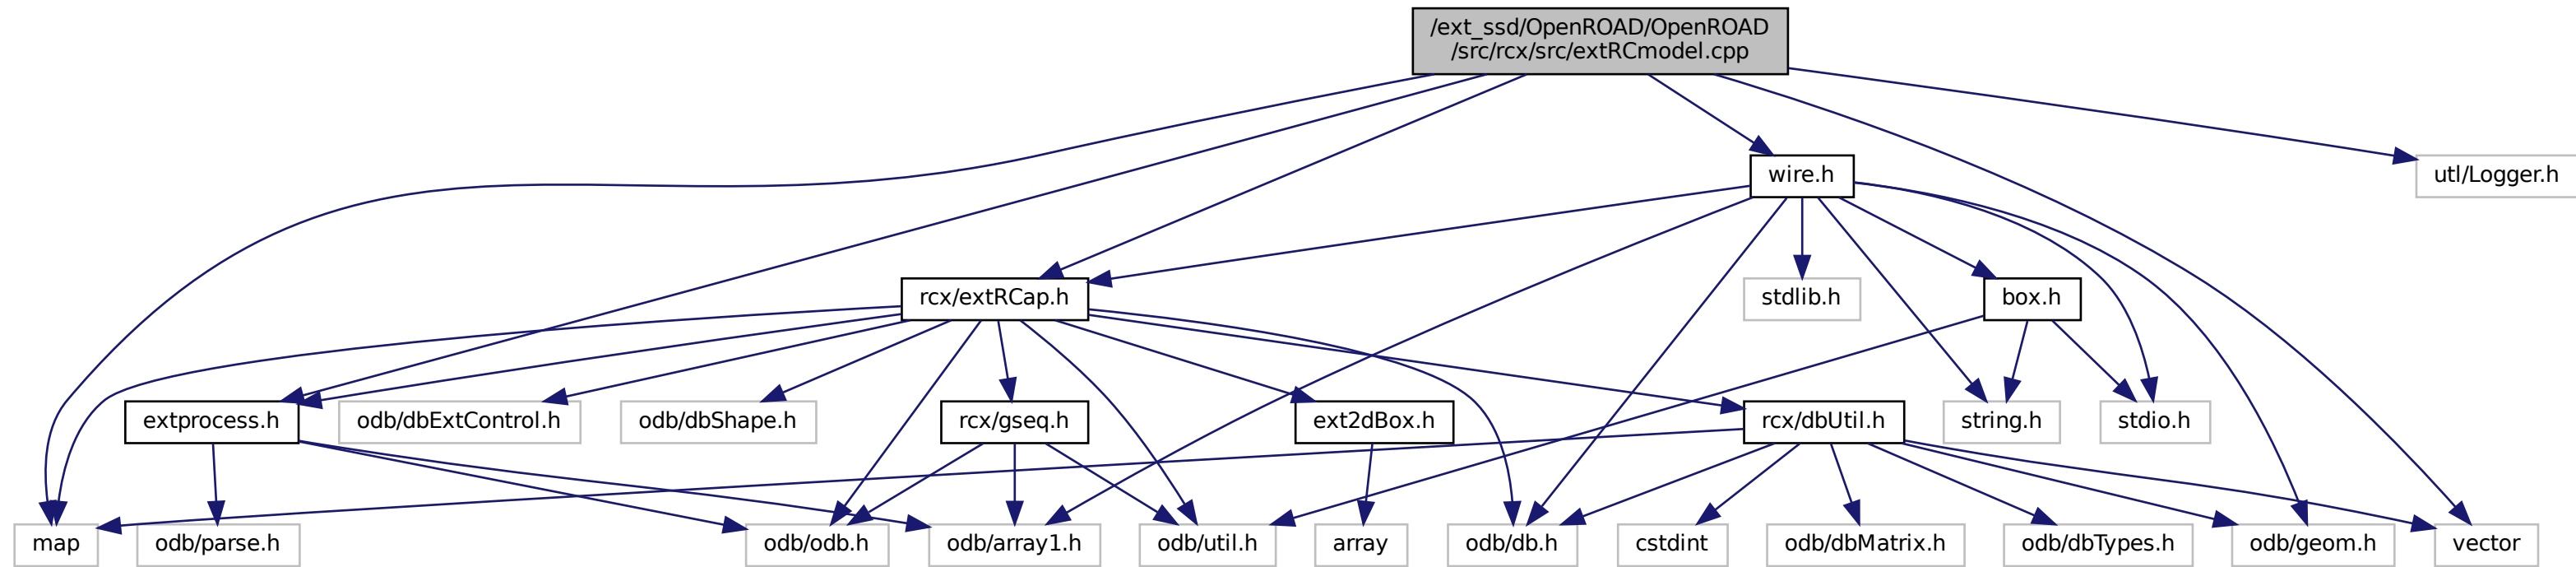 /ext_ssd/OpenROAD/OpenROAD
/src/rcx/src/extRCmodel.cpp
wire.h
utl/Logger.h
rcx/extRCap.h
stdlib.h
box.h
extprocess.h
odb/dbExtControl.h
odb/dbShape.h
rcx/gseq.h
ext2dBox.h
rcx/dbUtil.h
string.h
stdio.h
map
odb/parse.h
odb/odb.h
odb/array1.h
odb/util.h
array
odb/db.h
cstdint
odb/dbMatrix.h
odb/dbTypes.h
odb/geom.h
vector